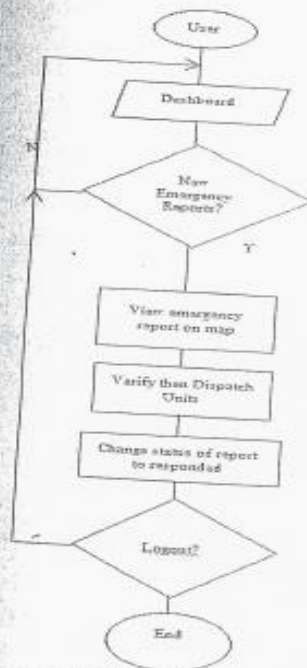 User
Dashboard
N
New
Emergency
Reports?
Y
View emergency
report on map
Verify than Dispatch
Units
Change status of report
to responded
Logout?
End